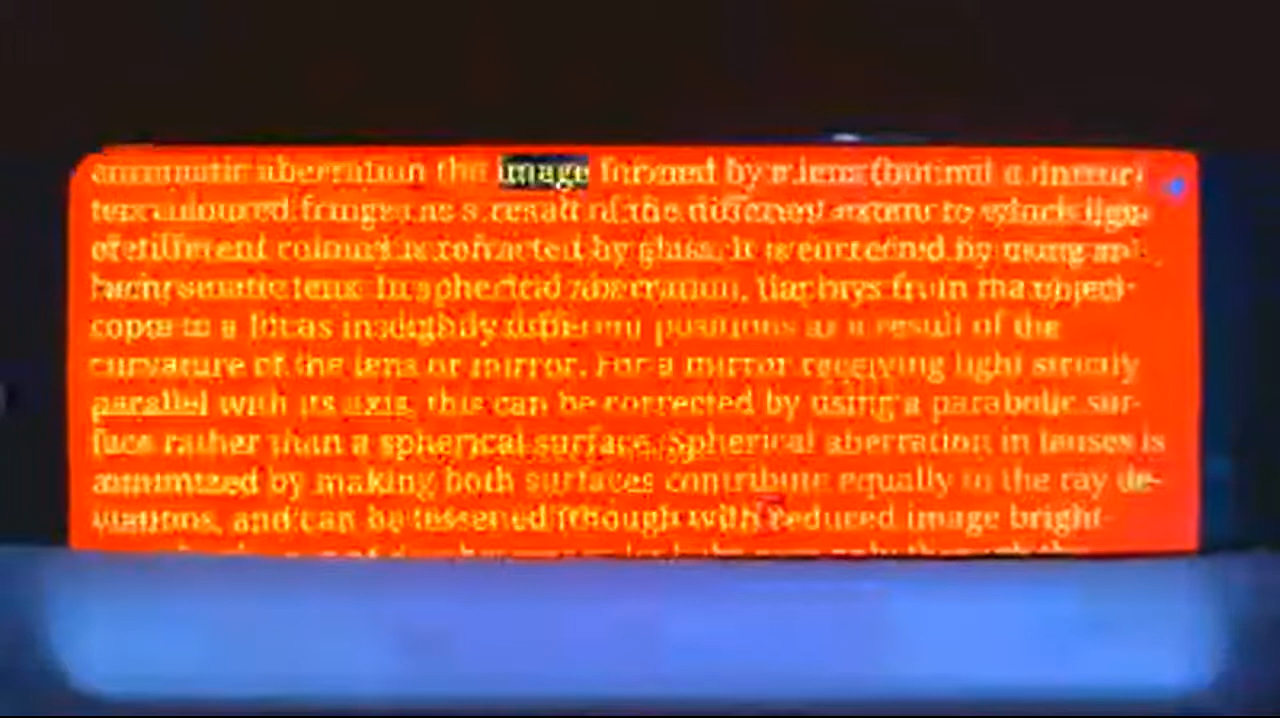 aberration the image formed by a lens (but not a mirror)
coloured fringes as a result of the different extent to which
of different colours is refracted by glass. It is corrected by using an
lens. In spherical aberration, the rays from the object
come to a focus in slightly different positions as a result of the
curvature of the lens or mirror. For a mirror receiving light strictly
parallel with its axis, this can be corrected by using a parabolic sur-
face rather than a spherical surface. Spherical aberration in lenses is
minimized by making both surfaces contribute equally to the ray de-
viations, and can be lessened (though with reduced image bright-